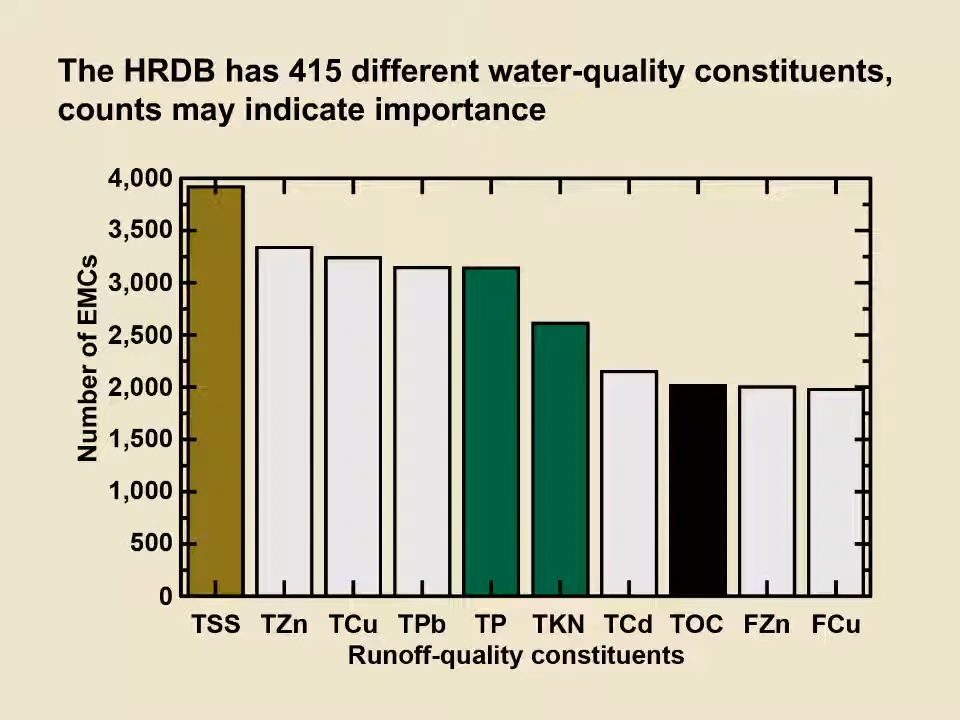 The HRDB has 415 different water-quality constituents,
counts may indicate importance
Number of EMCs
4,000
3,500
3,000
2,500
2,000
1,500
1,000
500
0
TSS TZn TCu TPb TP TKN TCd TOC FZn FCu
Runoff-quality constituents